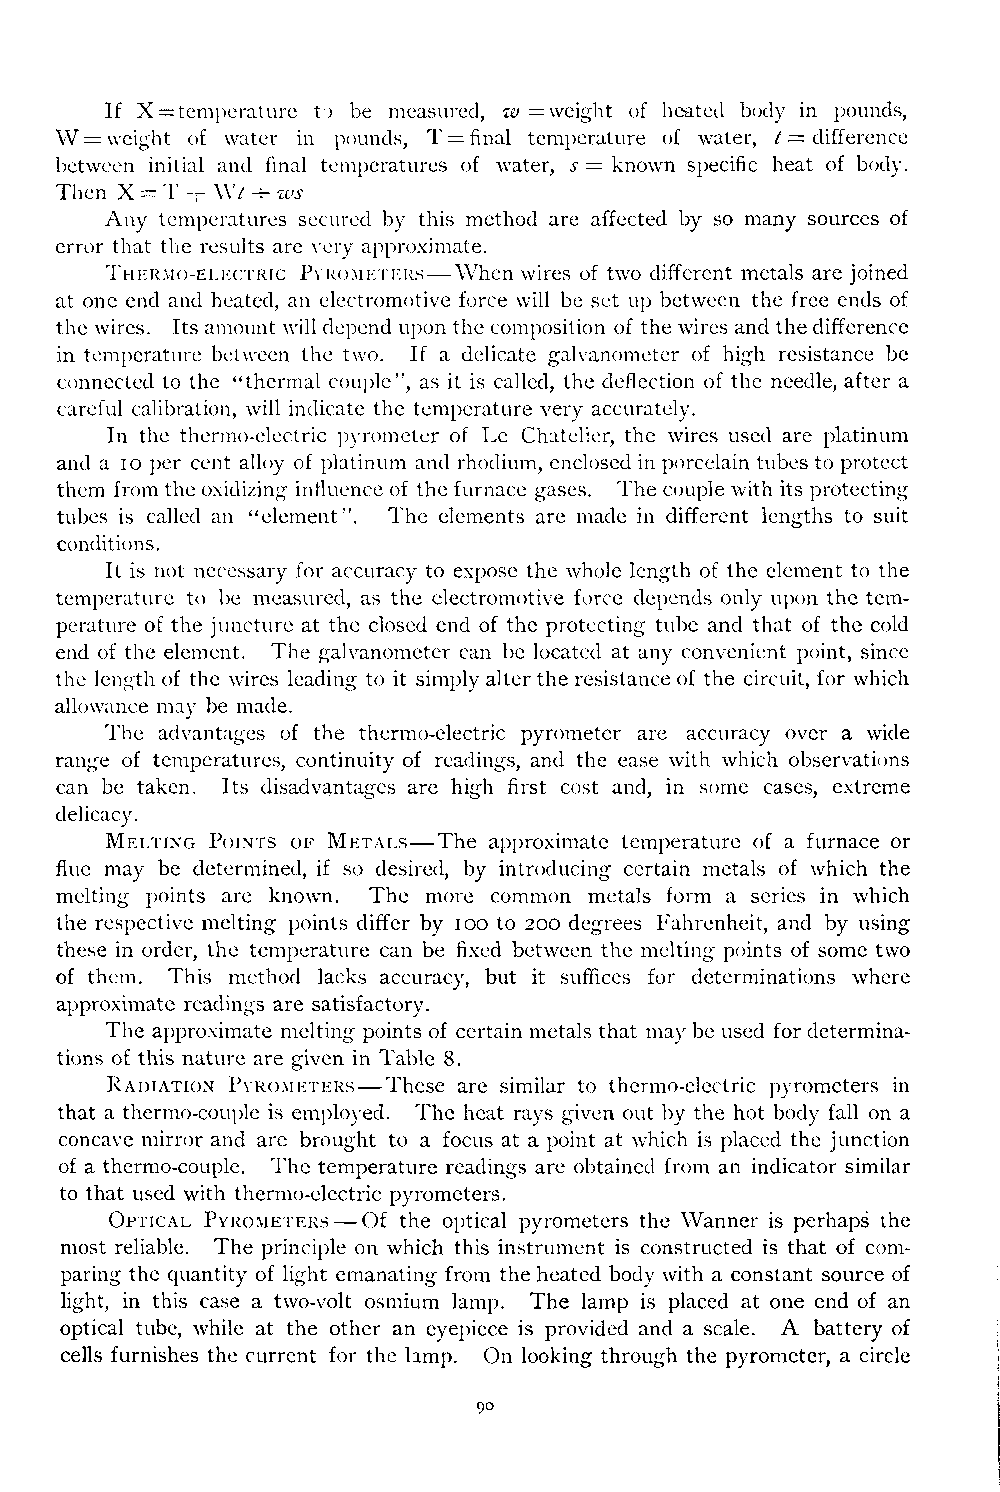 If X=temperature to be measured, w=weight of heated body in pounds,
W=weight of water in pounds, T=final temperature of water, t= difference
between initial and final temperatures of water, s= known specific heat of body.
Then X=T + Wt ÷ ws
Any temperatures secured by this method are affected by so many sources of
error that the results are very approximate.
THERMO-ELECTRIC PYROMETERS—When wires of two different metals are joined
at one end and heated, an electromotive force will be set up between the free ends of
the wires. Its amount will depend upon the composition of the wires and the difference
in temperature between the two. If a delicate galvanometer of high resistance be
connected to the “thermal couple”, as it is called, the deflection of the needle, after a
careful calibration, will indicate the temperature very accurately.
In the thermo-electric pyrometer of Le Chatelier, the wires used are platinum
and a 10 per cent alloy of platinum and rhodium, enclosed in porcelain tubes to protect
them from the oxidizing influence of the furnace gases. The couple with its protecting
tubes is called an “element”. The elements are made in different lengths to suit
conditions.
It is not necessary for accuracy to expose the whole length of the element to the
temperature to be measured, as the electromotive force depends only upon the tem-
perature of the juncture at the closed end of the protecting tube and that of the cold
end of the element. The galvanometer can be located at any convenient point, since
the length of the wires leading to it simply alter the resistance of the circuit, for which
allowance may be made.
The advantages of the thermo-electric pyrometer are accuracy over a wide
range of temperatures, continuity of readings, and the ease with which observations
can be taken. Its disadvantages are high first cost and, in some cases, extreme
delicacy.
MELTING POINTS OF METALS—The approximate temperature of a furnace or
flue may be determined, if so desired, by introducing certain metals of which the
melting points are known. The more common metals form a series in which
the respective melting points differ by 100 to 200 degrees Fahrenheit, and by using
these in order, the temperature can be fixed between the melting points of some two
of them. This method lacks accuracy, but it suffices for determinations where
approximate readings are satisfactory.
The approximate melting points of certain metals that may be used for determina-
tions of this nature are given in Table 8.
RADIATION PYROMETERS—These are similar to thermo-electric pyrometers in
that a thermo-couple is employed. The heat rays given out by the hot body fall on a
concave mirror and are brought to a focus at a point at which is placed the junction
of a thermo-couple. The temperature readings are obtained from an indicator similar
to that used with thermo-electric pyrometers.
OPTICAL PYROMETERS—Of the optical pyrometers the Wanner is perhaps the
most reliable. The principle on which this instrument is constructed is that of com-
paring the quantity of light emanating from the heated body with a constant source of
light, in this case a two-volt osmium lamp. The lamp is placed at one end of an
optical tube, while at the other an eyepiece is provided and a scale. A battery of
cells furnishes the current for the lamp. On looking through the pyrometer, a circle
90